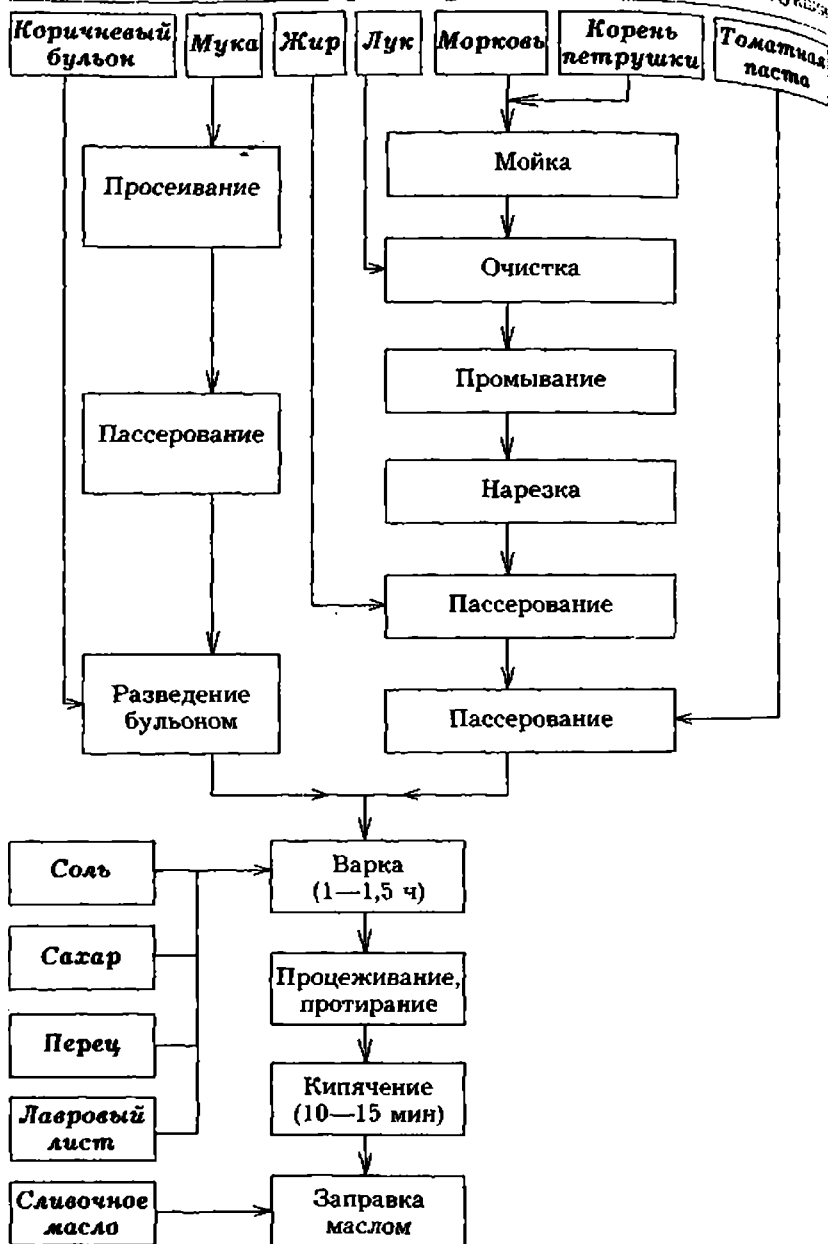 Коричневый
бульон
Мука
Жир
Лук
Морковь
Корень
петрушки
Томатная
паста
Мойка
Просеивание
Очистка
Промывание
Пассерование
Нарезка
Пассерование
Разведение
бульоном
Пассерование
Соль
Варка
(1—1,5 ч)
Сахар
Процеживание,
протирание
Перец
Кипячение
(10—15 мин)
Лавровый
лист
Сливочное
масло
Заправка
маслом